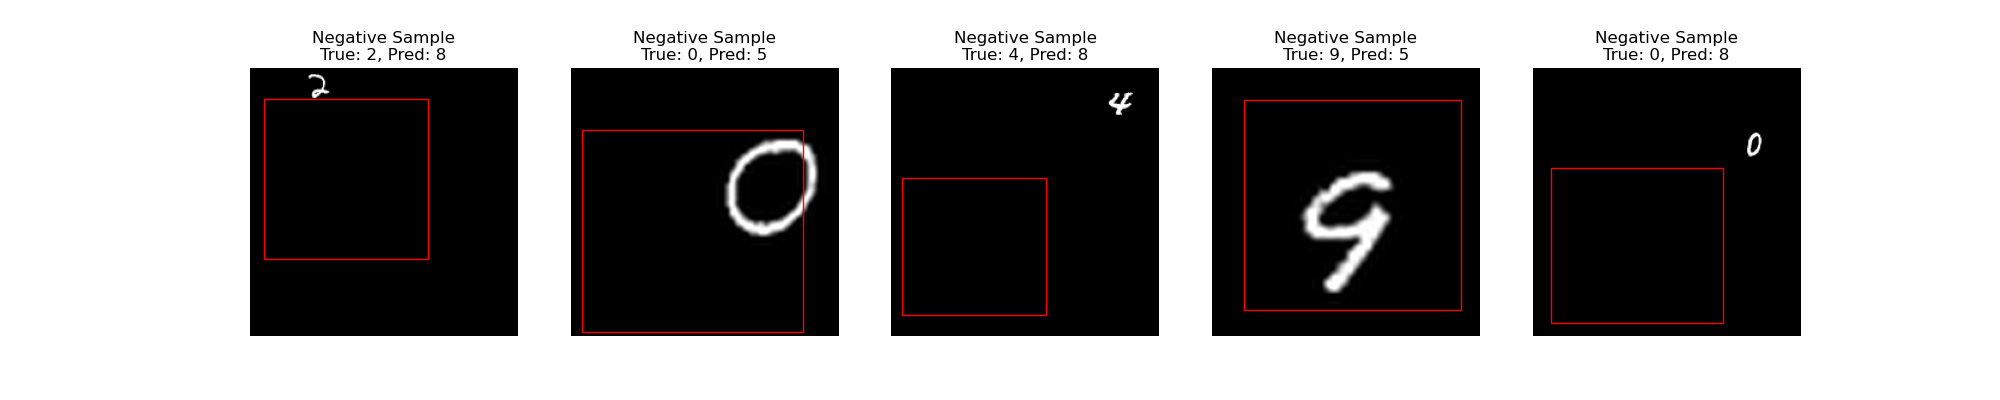 Negative Sample
True: 2, Pred: 8
2
Negative Sample
True: 0, Pred: 5
0
Negative Sample
True: 4, Pred: 8
4
Negative Sample
True: 9, Pred: 5
9
Negative Sample
True: 0, Pred: 8
0